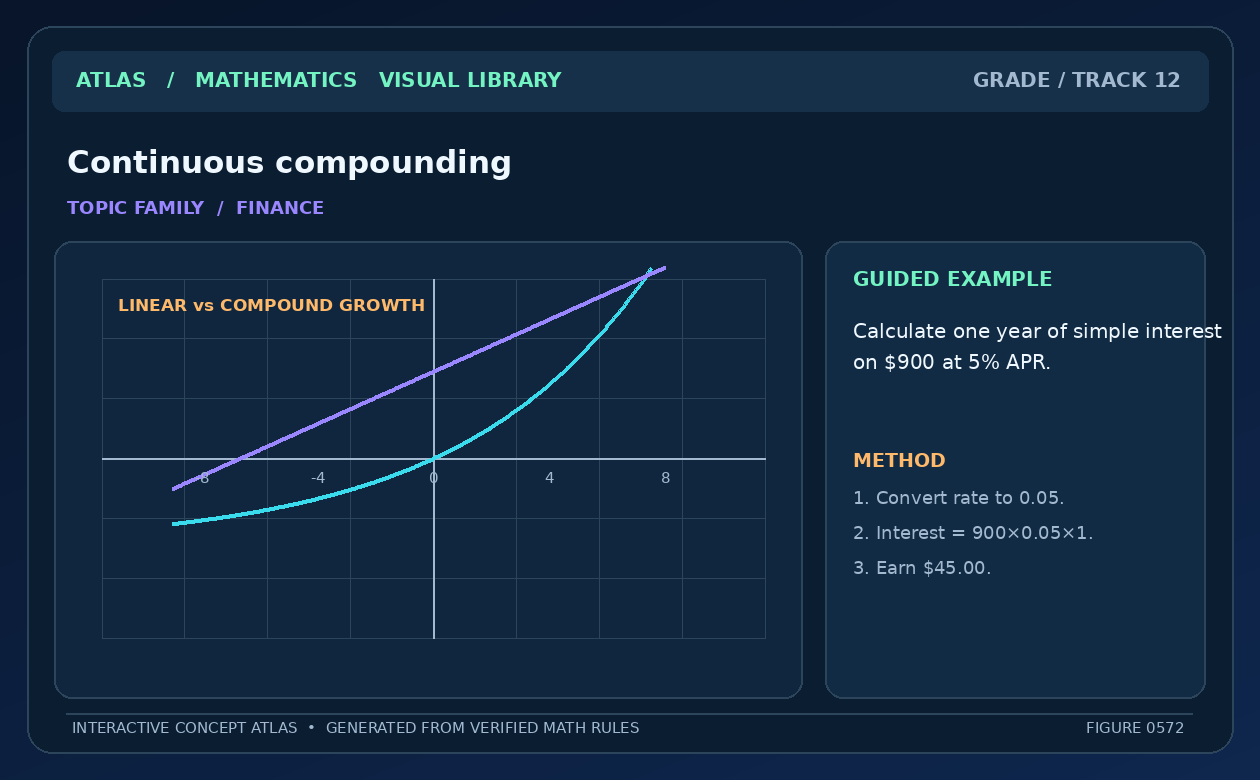 ATLAS / MATHEMATICS VISUAL LIBRARY
GRADE / TRACK 12
Continuous compounding
TOPIC FAMILY / FINANCE
LINEAR vs COMPOUND GROWTH
-8 -4 0 4 8
GUIDED EXAMPLE
Calculate one year of simple interest
on $900 at 5% APR.
METHOD
1. Convert rate to 0.05.
2. Interest = 900×0.05×1.
3. Earn $45.00.
INTERACTIVE CONCEPT ATLAS • GENERATED FROM VERIFIED MATH RULES
FIGURE 0572